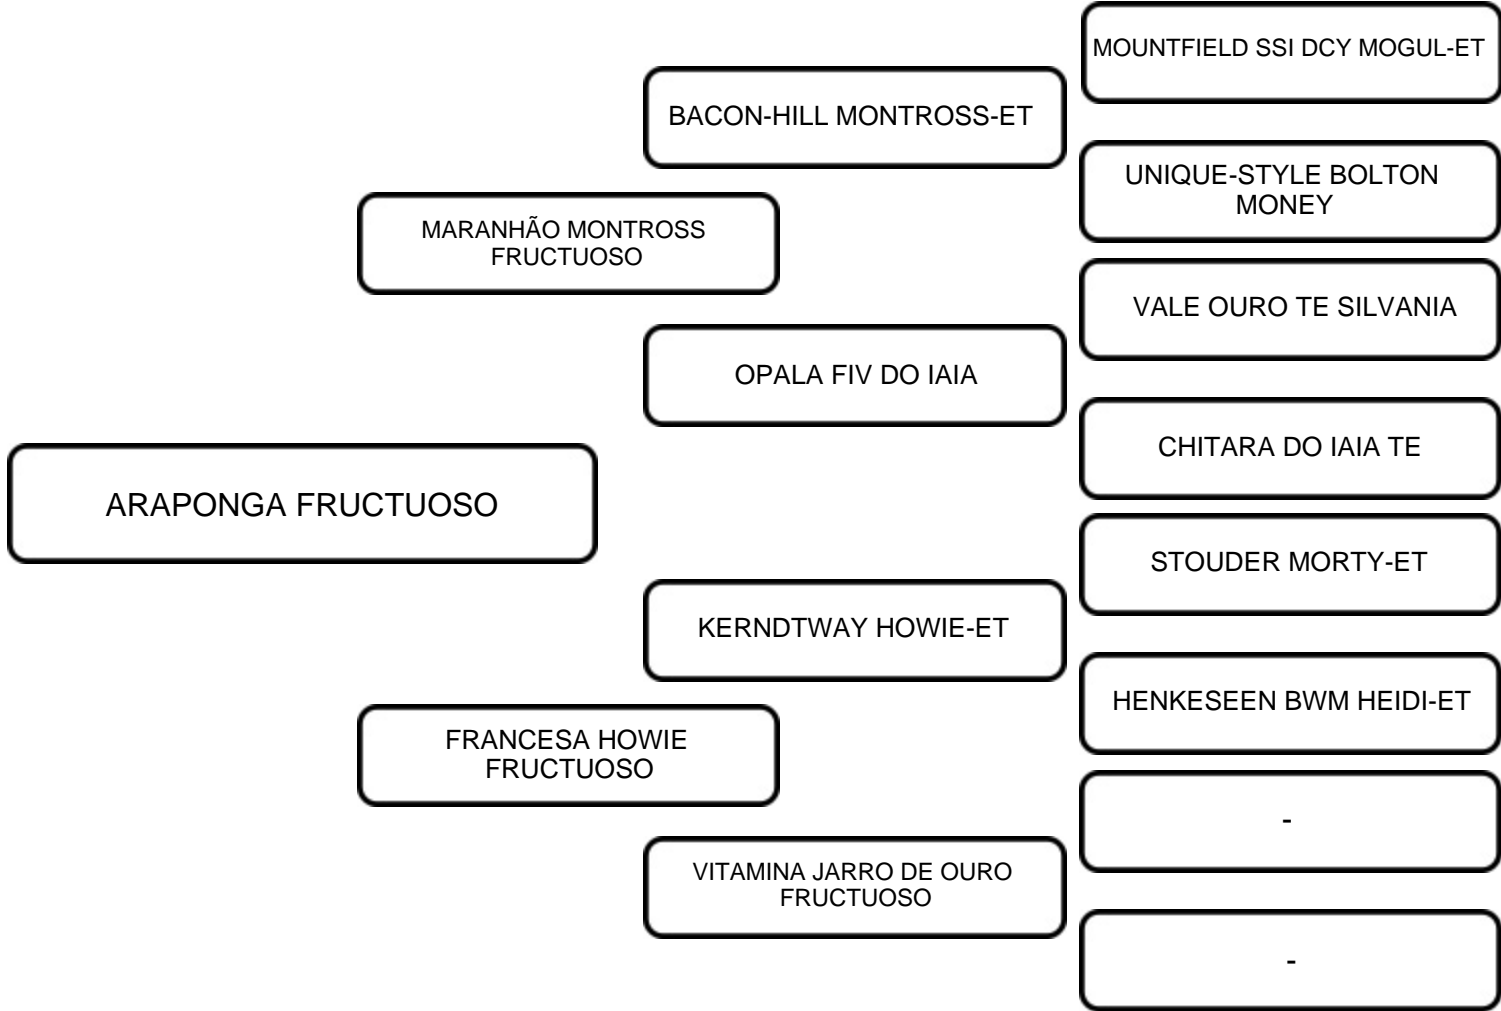 MOUNTFIELD SSI DCY MOGUL-ET
BACON-HILL MONTROSS-ET
UNIQUE-STYLE BOLTON
MONEY
MARANHÃO MONTROSS
FRUCTUOSO
VALE OURO TE SILVANIA
OPALA FIV DO IAIA
CHITARA DO IAIA TE
ARAPONGA FRUCTUOSO
STOUDER MORTY-ET
KERNDTWAY HOWIE-ET
HENKESEEN BWM HEIDI-ET
FRANCESA HOWIE
FRUCTUOSO
-
VITAMINA JARRO DE OURO
FRUCTUOSO
-